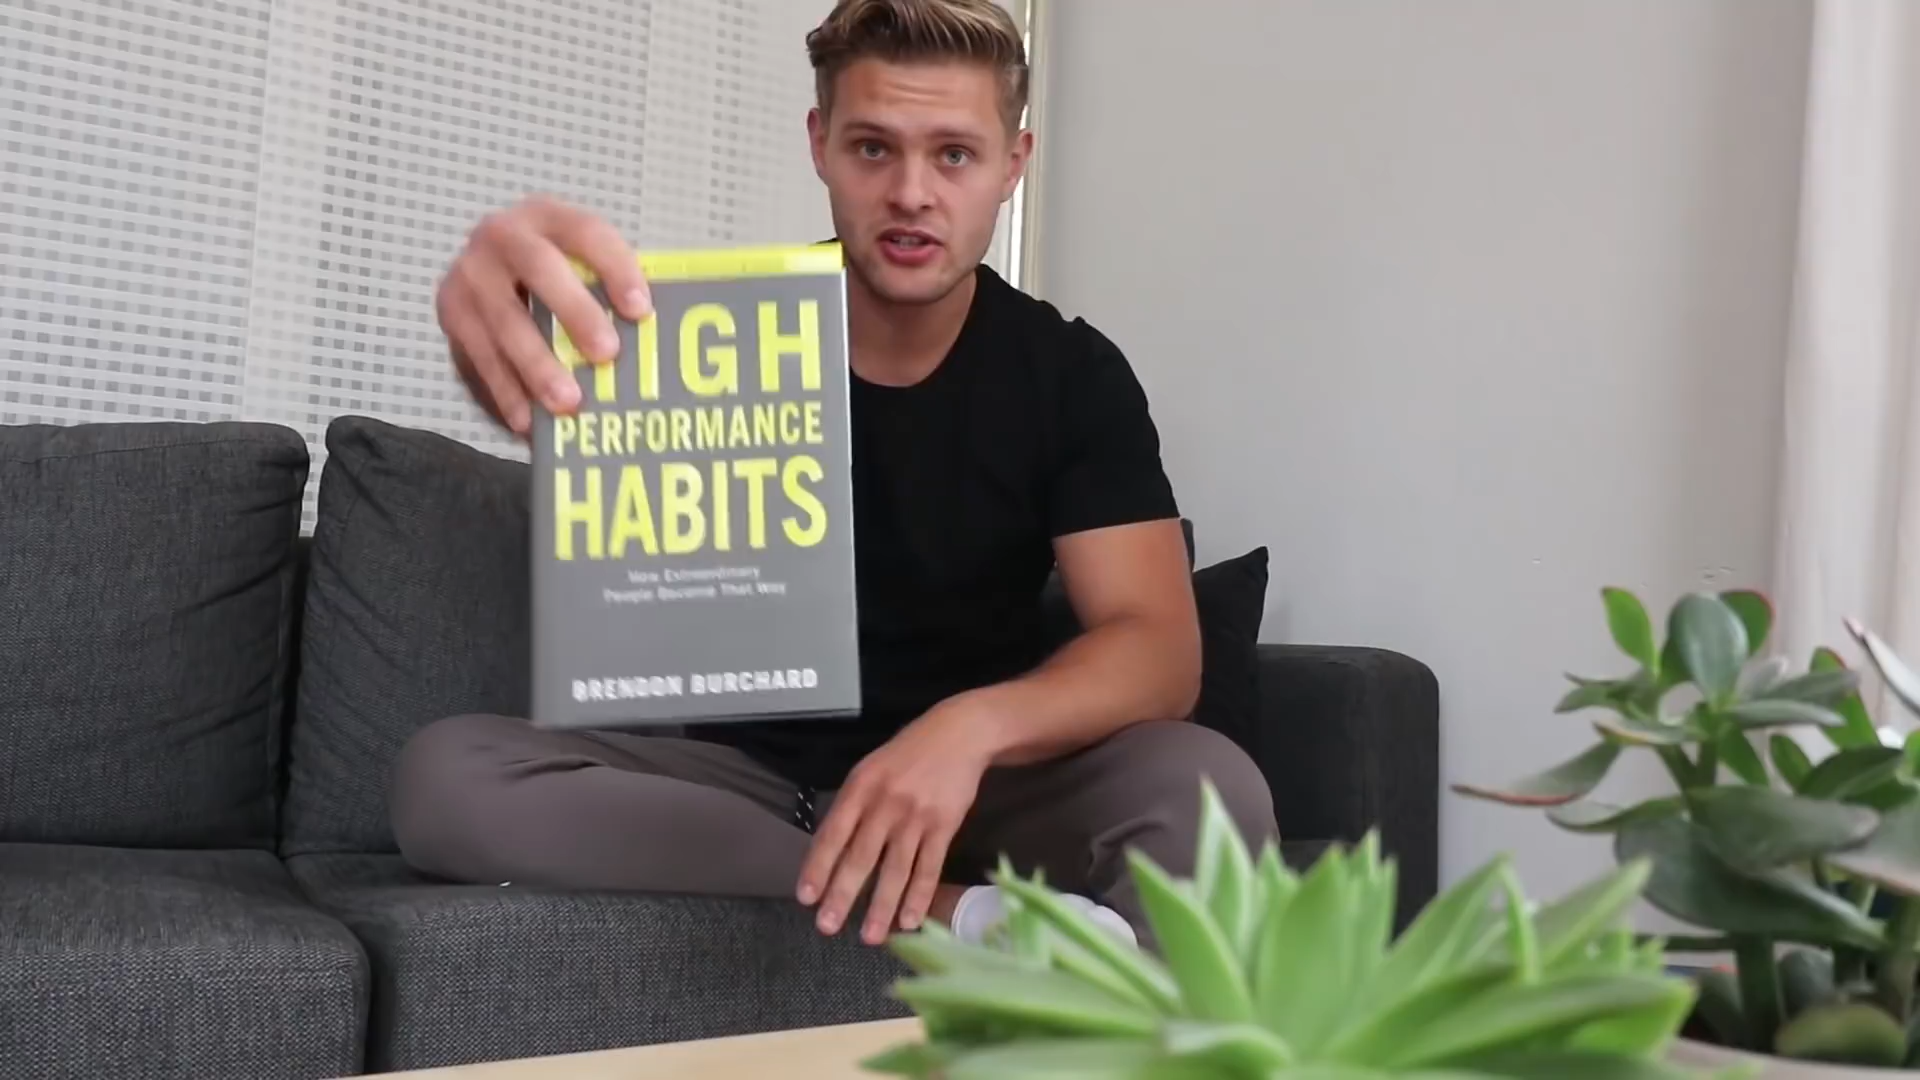 HIGH
PERFORMANCE
HABITS
How Extraordinary
People Become That Way
BRENDON BURCHARD